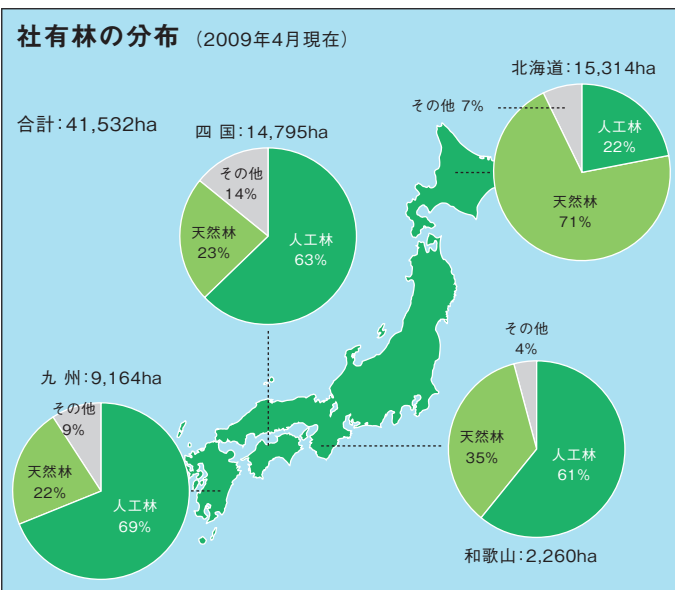 社有林の分布 (2009年4月現在)
合計:41,532ha
北海道:15,314ha
その他 7%
人工林
22%
天然林
71%
四 国:14,795ha
その他
14%
天然林
23%
人工林
63%
九 州:9,164ha
その他
9%
天然林
22%
人工林
69%
その他
4%
天然林
35%
人工林
61%
和歌山:2,260ha